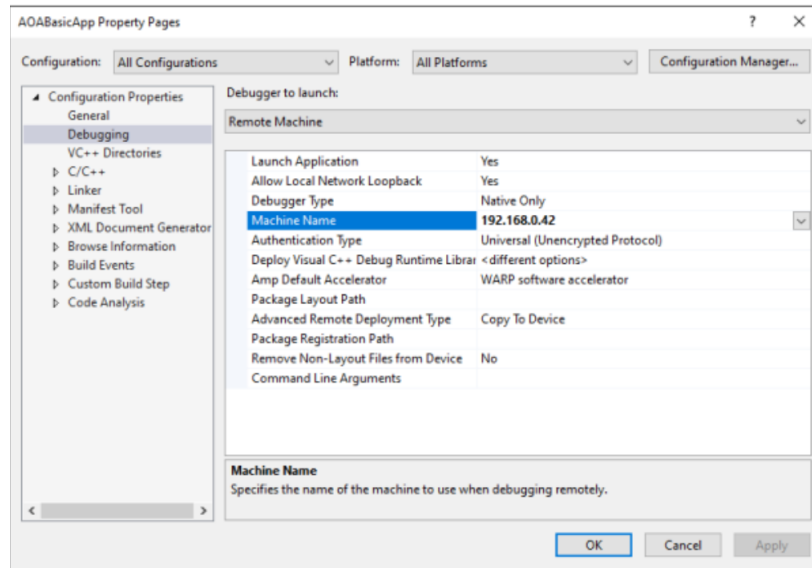 AOABasicApp Property Pages
Configuration: All Configurations Platform: All Platforms Configuration Manager...
Configuration Properties
General
Debugging
VC++ Directories
C/C++
Linker
Manifest Tool
XML Document Generator
Browse Information
Build Events
Custom Build Step
Code Analysis
Debugger to launch:
Remote Machine
Launch Application Yes
Allow Local Network Loopback Yes
Debugger Type Native Only
Machine Name 192.168.0.42
Authentication Type Universal (Unencrypted Protocol)
Deploy Visual C++ Debug Runtime Librar <different options>
Amp Default Accelerator WARP software accelerator
Package Layout Path
Advanced Remote Deployment Type Copy To Device
Package Registration Path
Remove Non-Layout Files from Device No
Command Line Arguments
Machine Name
Specifies the name of the machine to use when debugging remotely.
OK Cancel Apply